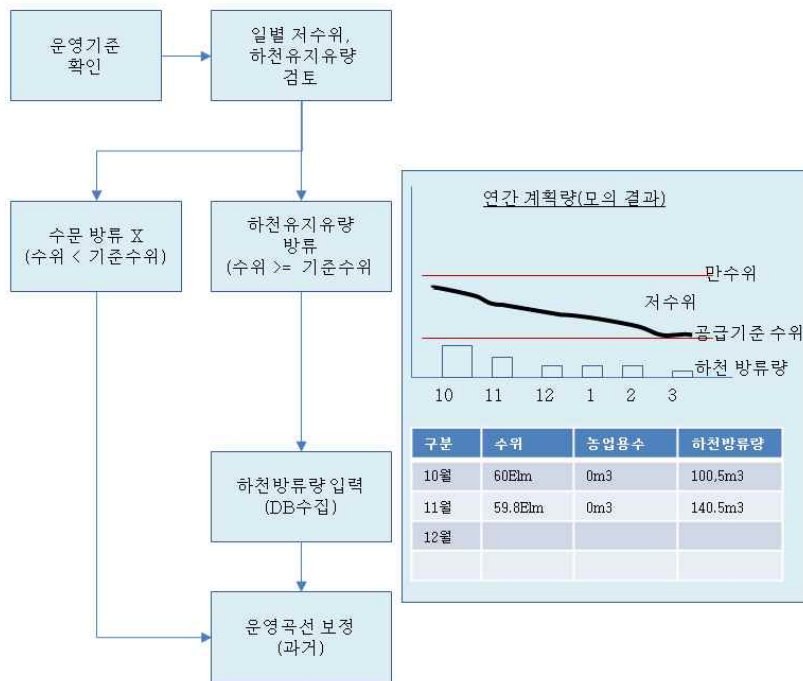 운영기준
확인
일별 저수위,
하천유지유량
검토
수문 방류 X
(수위 < 기준수위)
하천유지유량
방류
(수위 >= 기준수위
하천방류량 입력
(DB수집)
운영곡선 보정
(과거)
연간 계획량(모의 결과)
만수위
저수위
공급기준 수위
하천 방류량
10 11 12 1 2 3
구분 수위 농업용수 하천방류량
10월 60Elm 0m3 100,5m3
11월 59.8Elm 0m3 140.5m3
12월